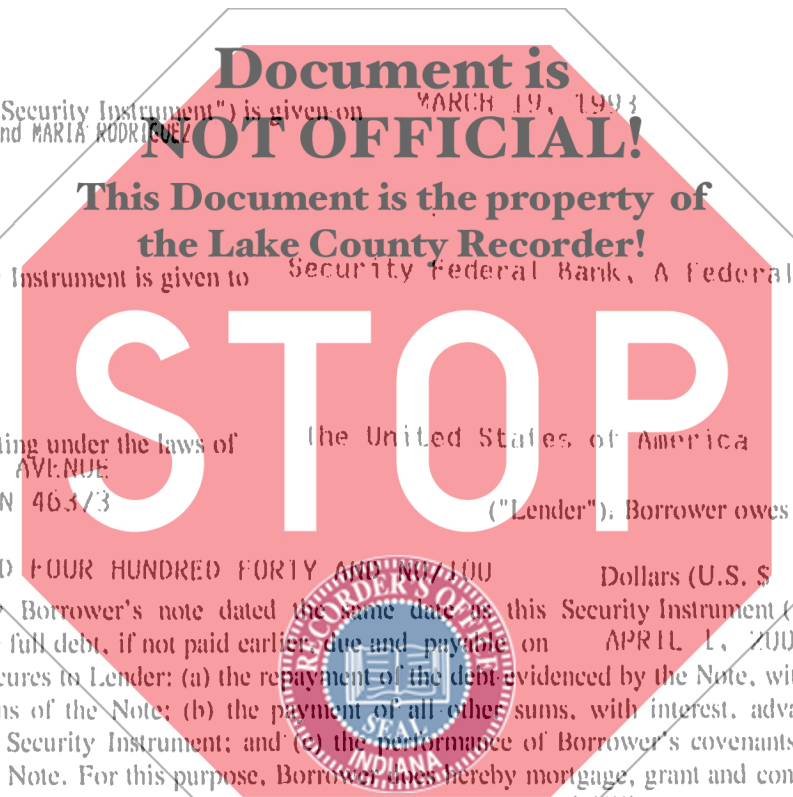 Document is
Security Instrument") is given on MARCH 19, 1993
nd MARIA RODRIGUEZ
NOT OFFICIAL!
This Document is the property of
the Lake County Recorder!
Instrument is given to Security Federal Bank, A Federal
STOP
ting under the laws of the United States of America
AVENUE
N 46373
("Lender"). Borrower owes
FOUR HUNDRED FORTY AND NO/100 Dollars (U.S. $
Borrower's note dated the same date as this Security Instrument (
full debt, if not paid earlier, due and payable on APRIL 1, 200
cures to Lender: (a) the repayment of the debt evidenced by the Note, wi
ns of the Note; (b) the payment of all other sums, with interest, adva
Security Instrument; and (c) the performance of Borrower's covenants
Note. For this purpose, Borrower does hereby mortgage, grant and con
RECORDER'S OFFICE
SEAL
INDIANA